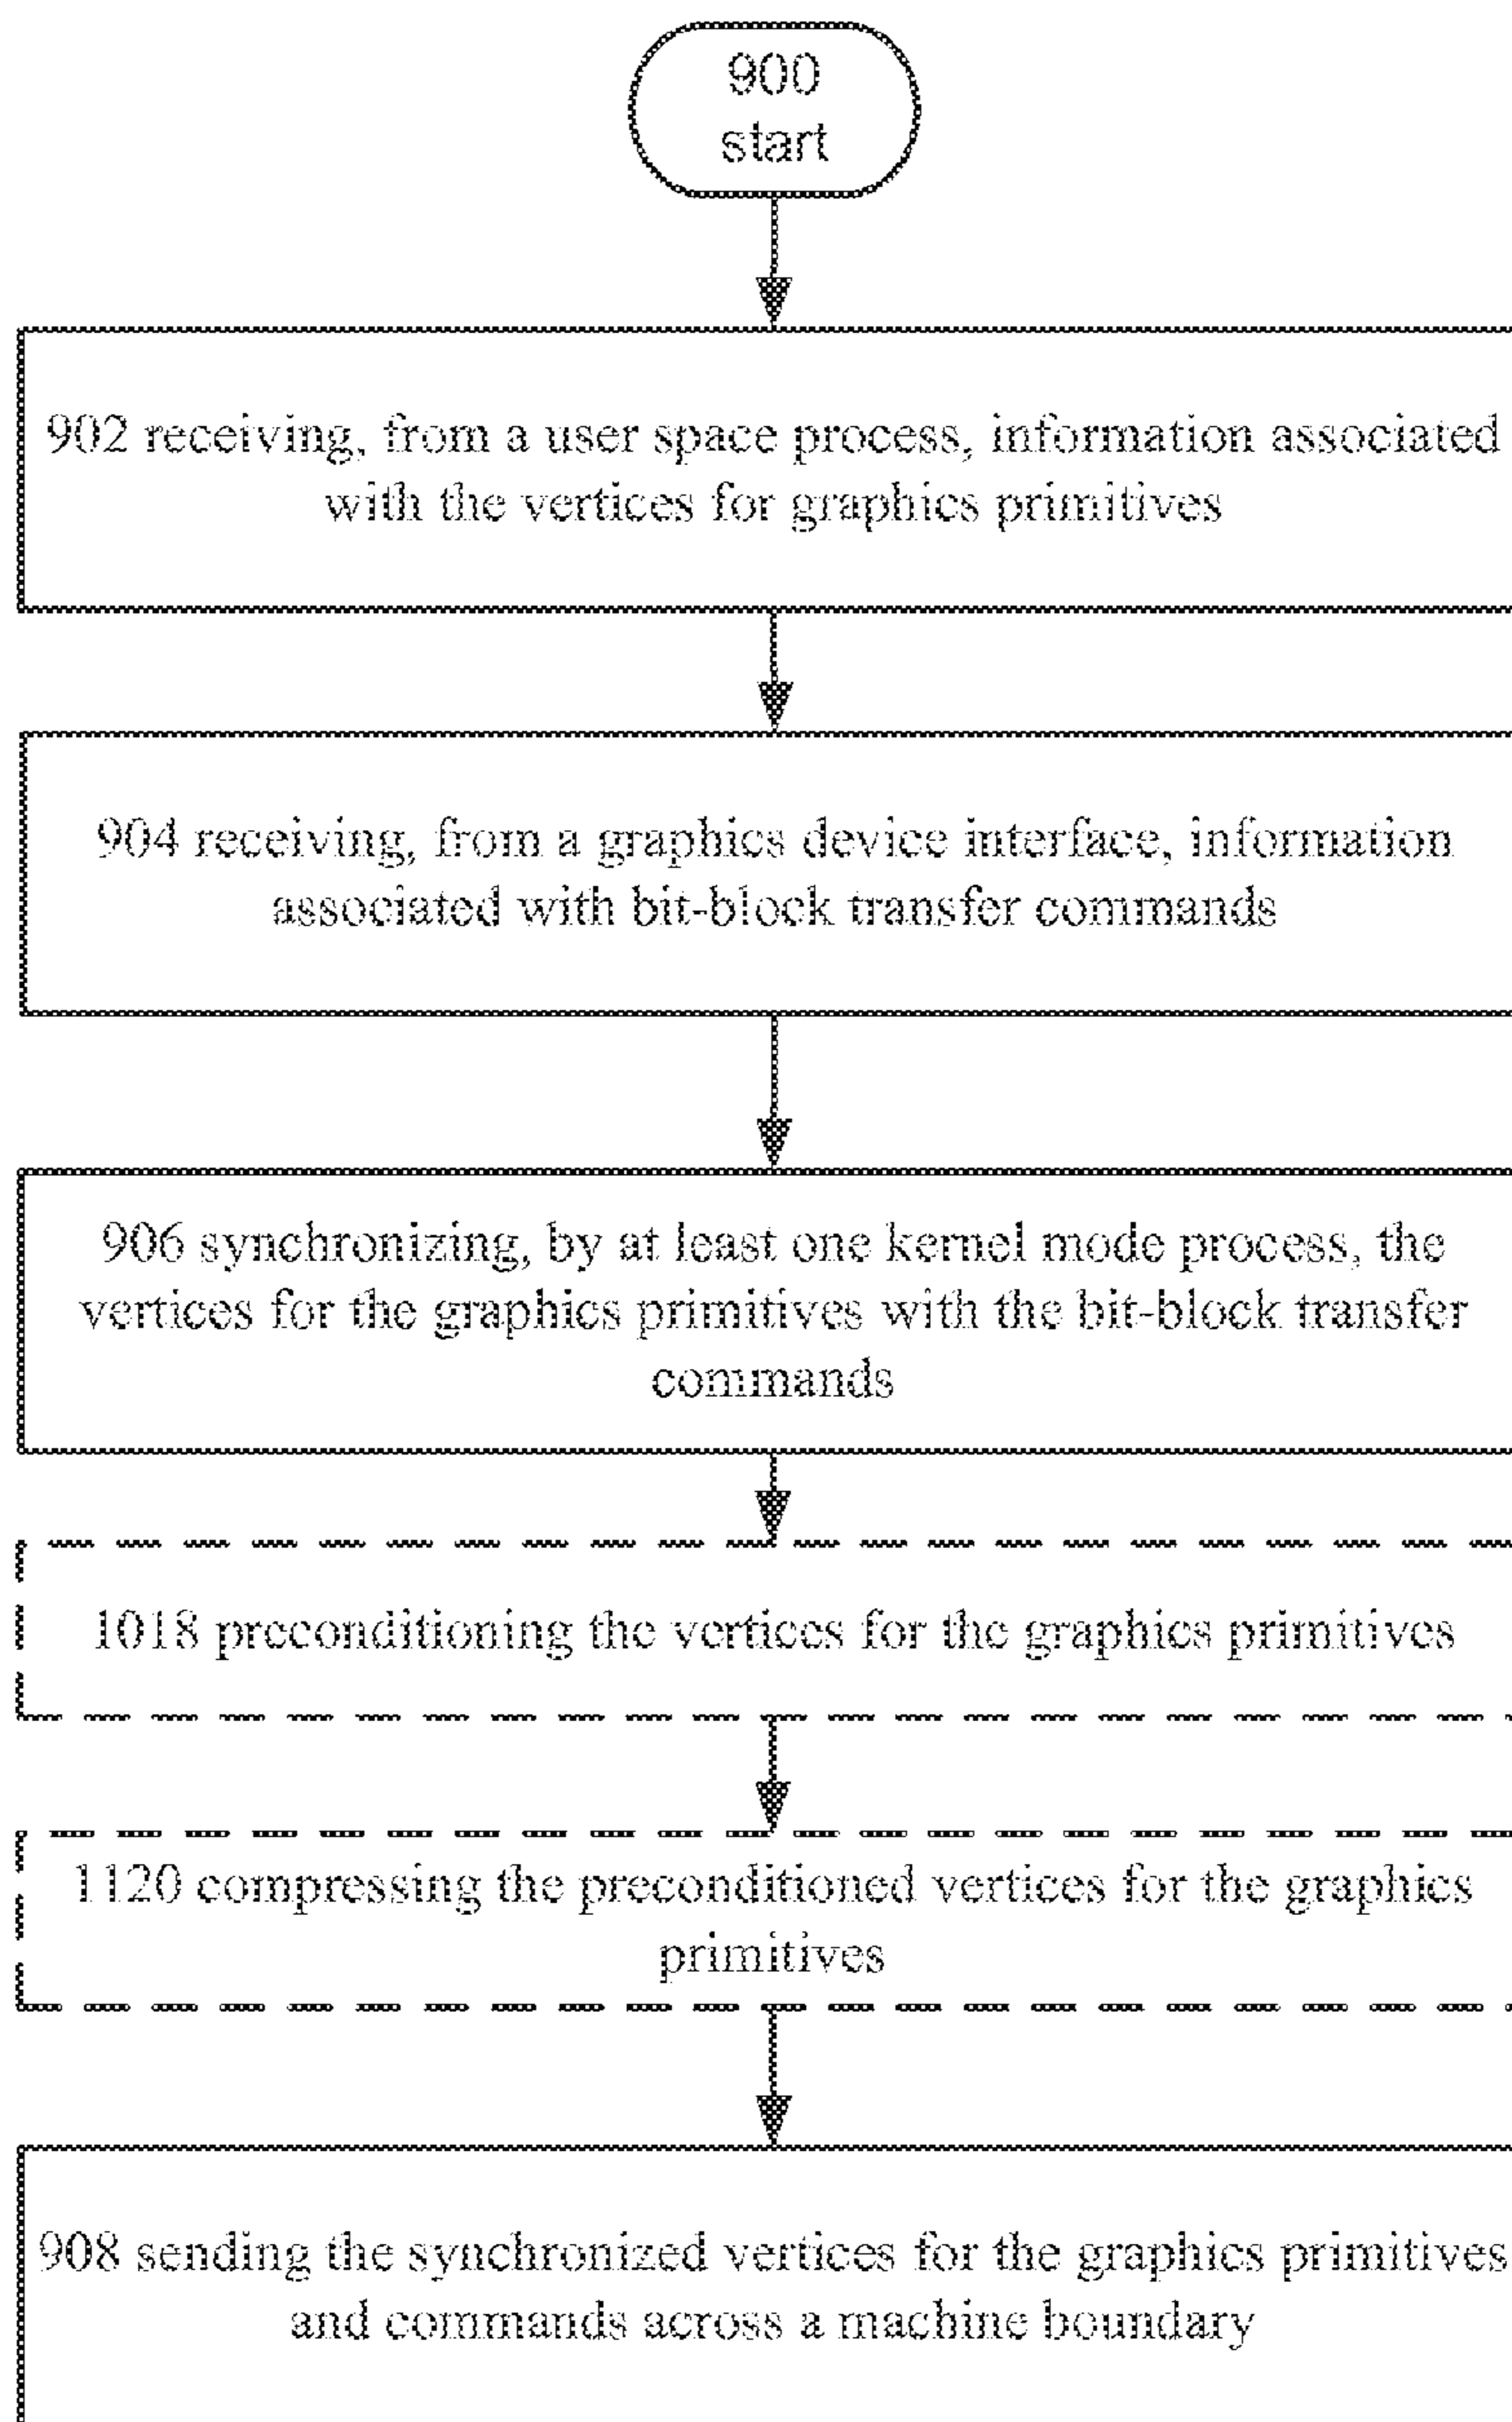 900
start
902 receiving, from a user space process, information associated
with the vertices for graphics primitives
904 receiving, from a graphics device interface, information
associated with bit-block transfer commands
906 synchronizing, by at least one kernel mode process, the
vertices for the graphics primitives with the bit-block transfer
commands
1018 preconditioning the vertices for the graphics primitives
1120 compressing the preconditioned vertices for the graphics
primitives
908 sending the synchronized vertices for the graphics primitives
and commands across a machine boundary